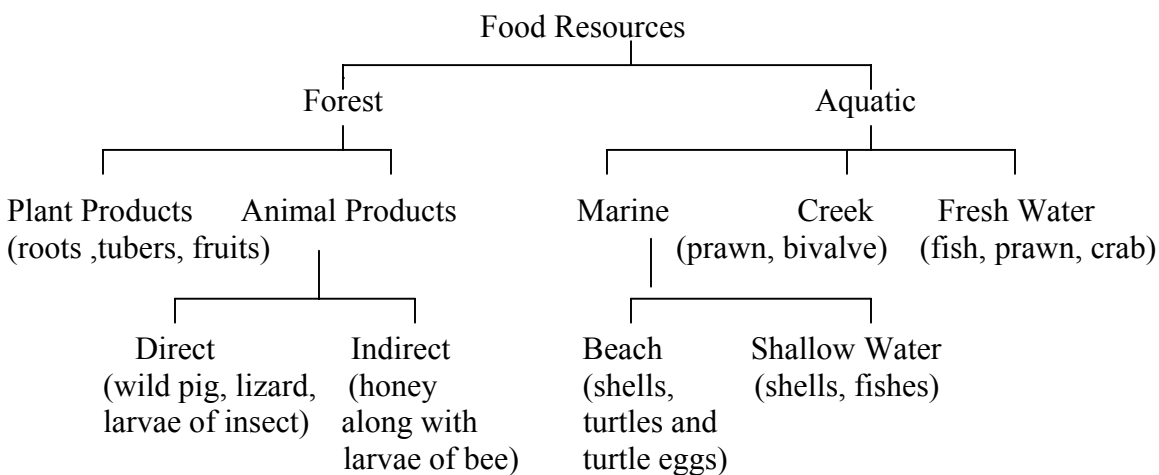 Food Resources
Forest Aquatic
Plant Products Animal Products Marine Creek Fresh Water
(roots ,tubers, fruits) (prawn, bivalve) (fish, prawn, crab)
Direct Indirect Beach Shallow Water
(wild pig, lizard, (honey (shells, (shells, fishes)
larvae of insect) along with turtles and
larvae of bee) turtle eggs)